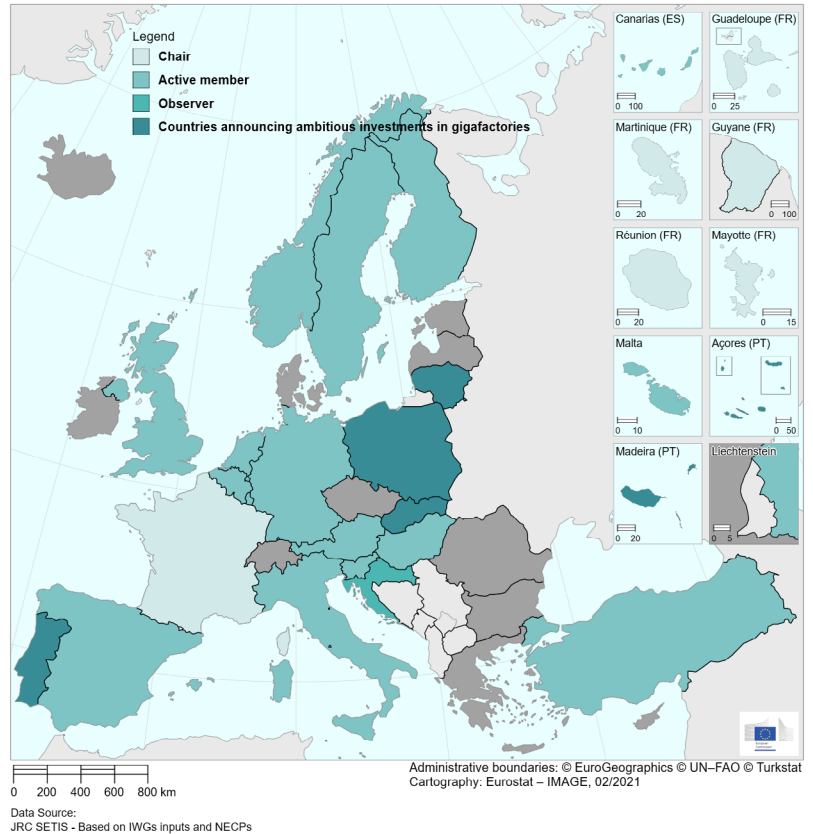 Legend
Chair
Active member
Observer
Countries announcing ambitious investments in gigafactories
Canarias (ES)
0 100
Guadeloupe (FR)
0 25
Martinique (FR)
0 20
Guyane (FR)
0 100
Réunion (FR)
0 20
Mayotte (FR)
0 15
Malta
0 10
Açores (PT)
0 50
Madeira (PT)
0 20
Liechtenstein
0 5
European
Commission
0 200 400 600 800 km
Administrative boundaries: © EuroGeographics © UN–FAO © Turkstat
Cartography: Eurostat – IMAGE, 02/2021
Data Source:
JRC SETIS - Based on IWGs inputs and NECPs